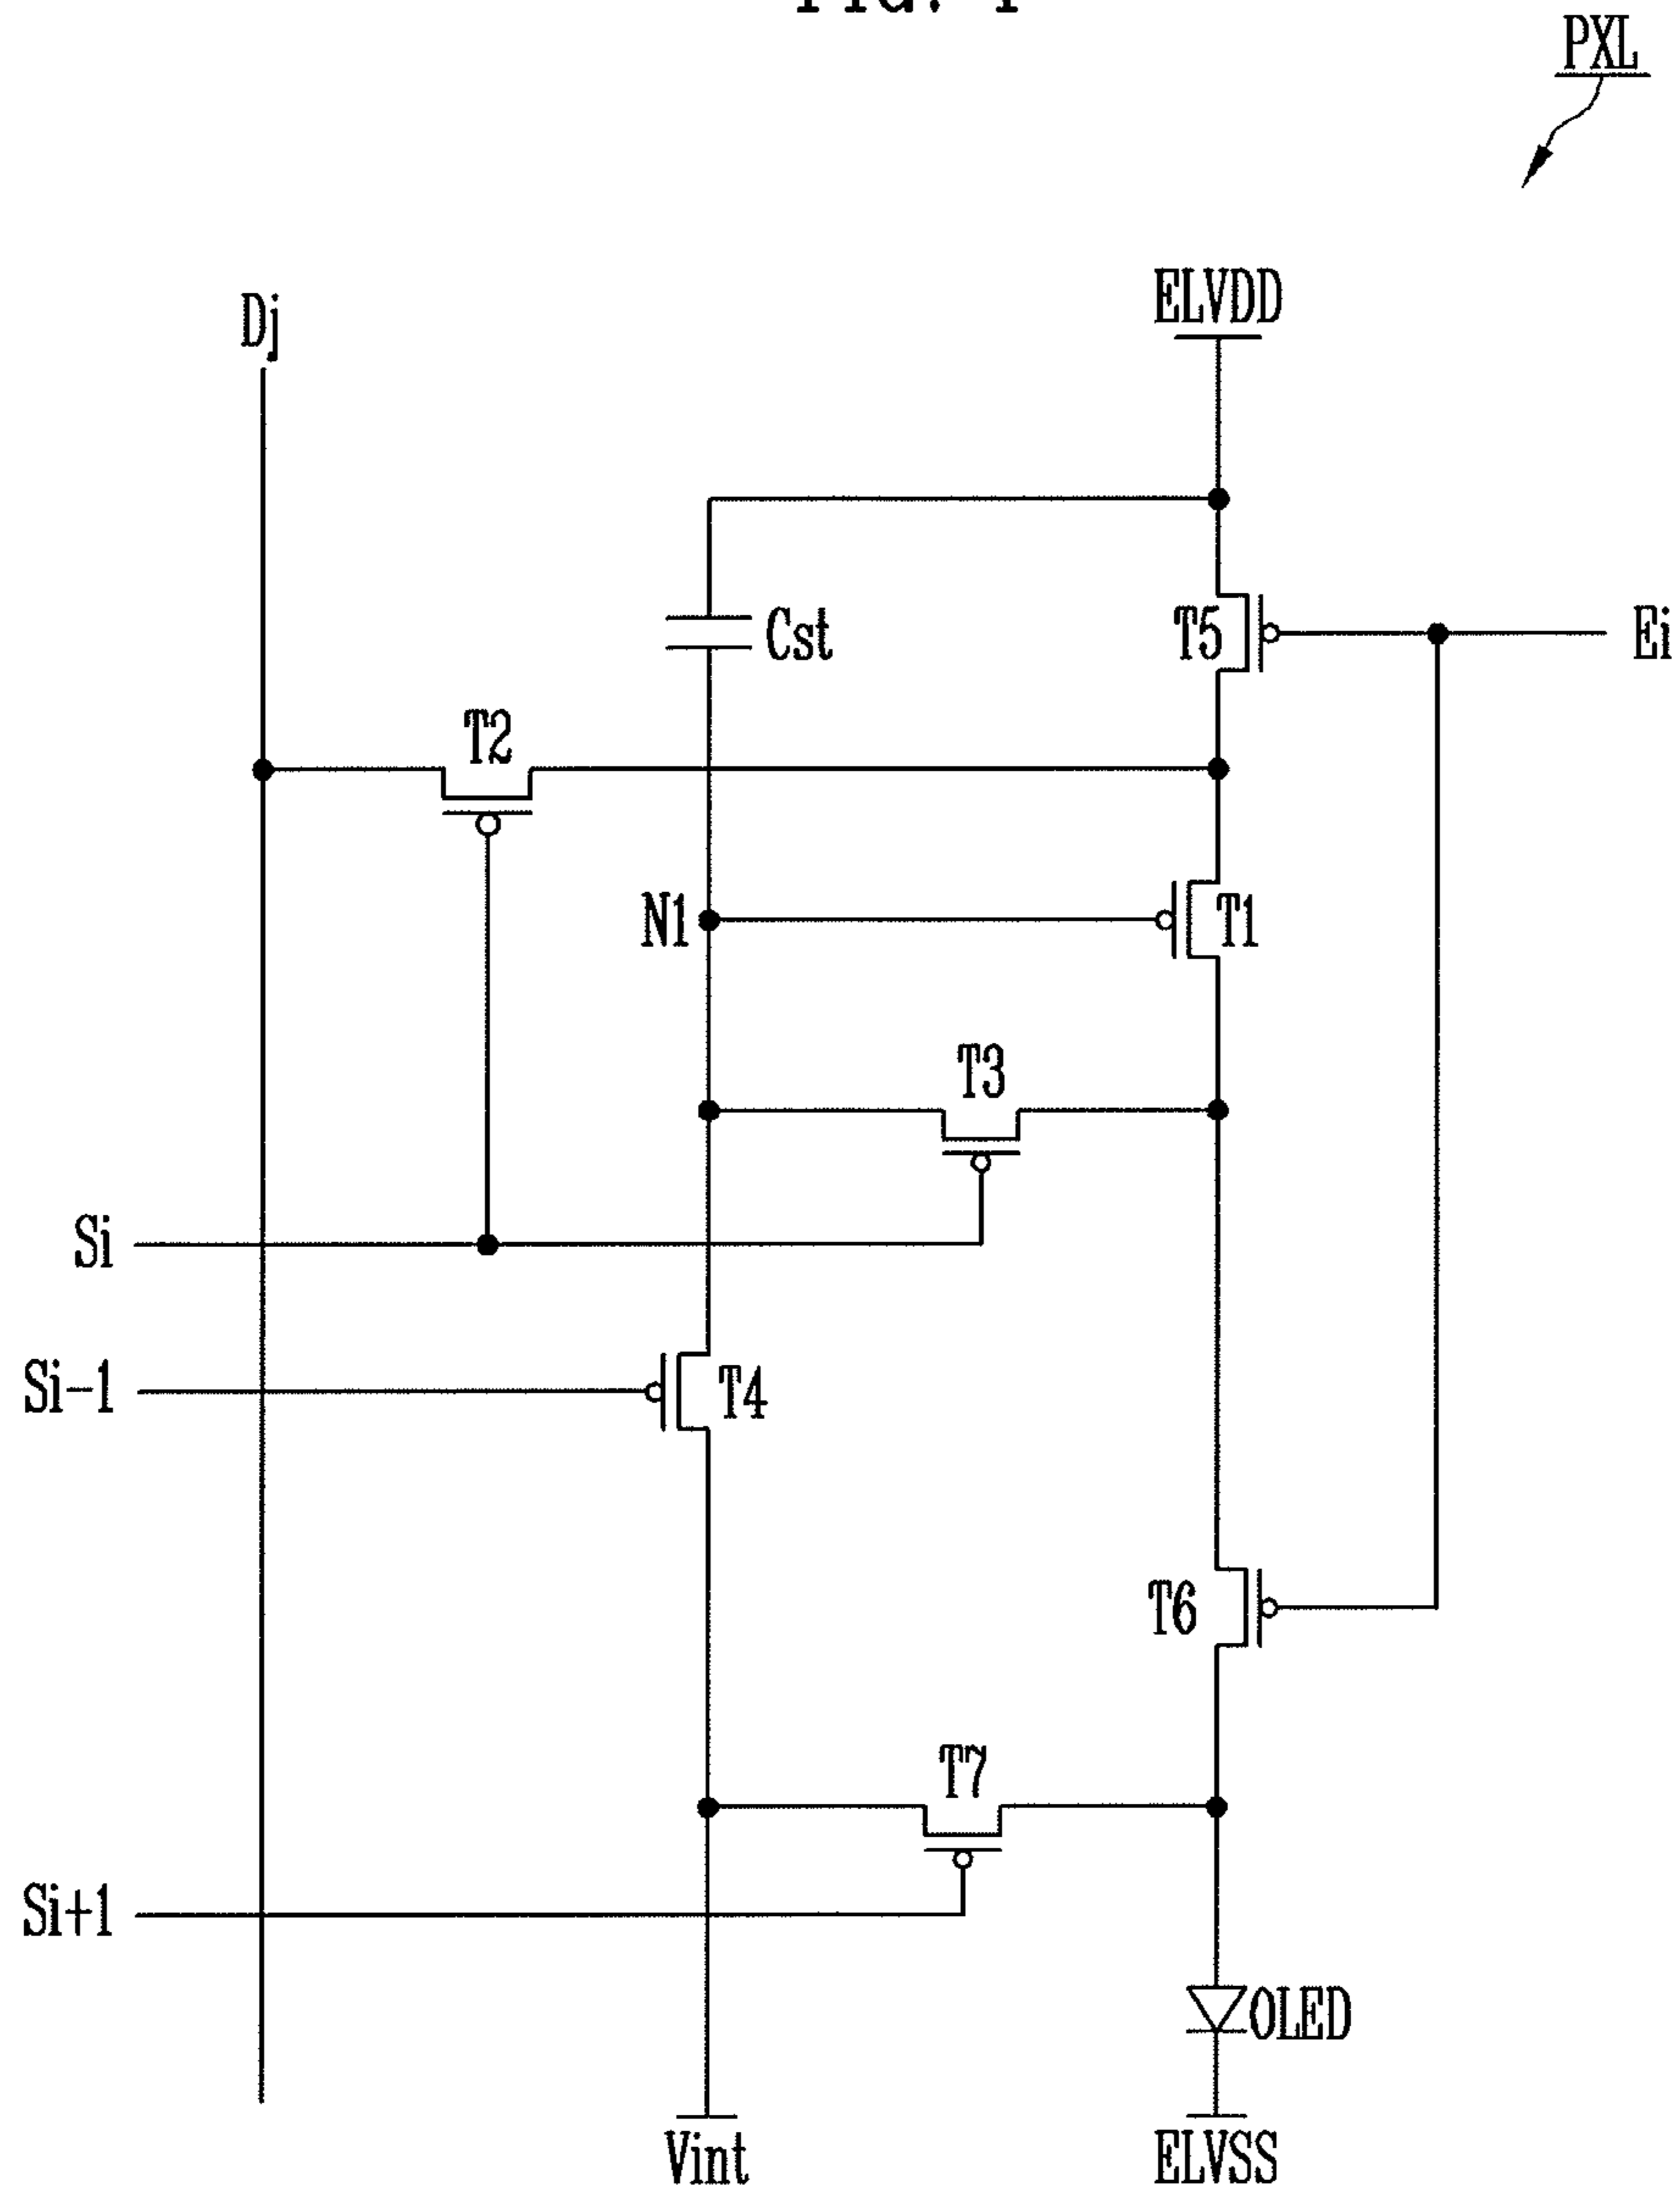 PXL
ELVDD
Dj
T5
Ei
Cst
T2
N1
T1
T3
Si
Si-1
T4
T6
T7
Si+1
OLED
Vint
ELVSS